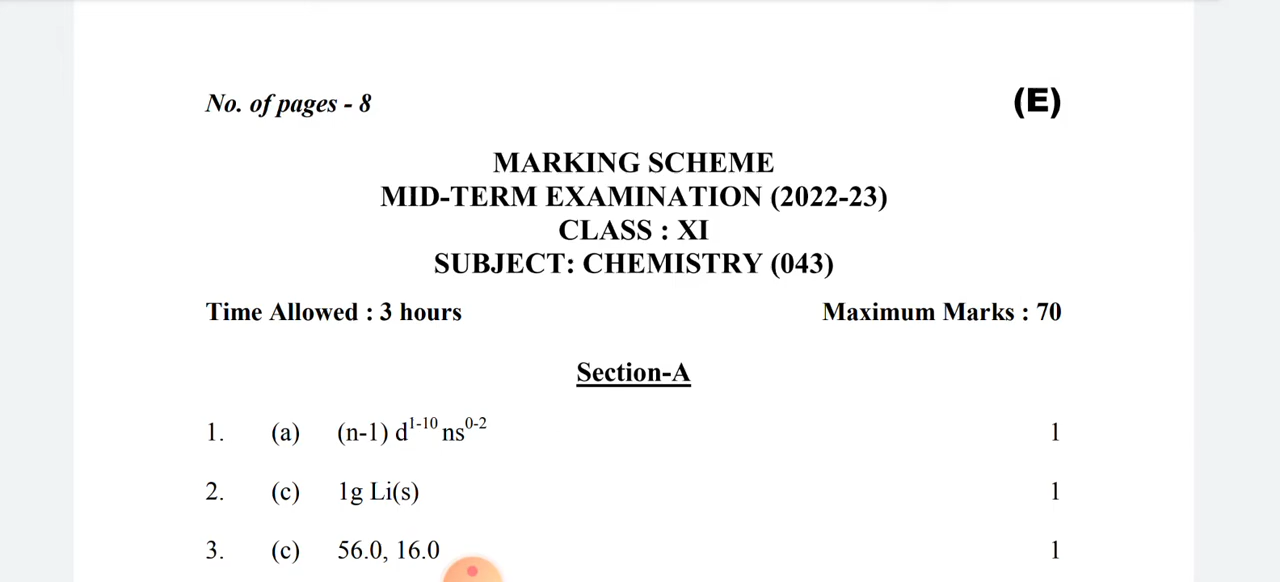 No. of pages - 8 (E)
MARKING SCHEME
MID-TERM EXAMINATION (2022-23)
CLASS : XI
SUBJECT: CHEMISTRY (043)
Time Allowed : 3 hours Maximum Marks : 70
Section-A
1. (a) (n-1) d¹⁻¹⁰ ns⁰⁻² 1
2. (c) 1g Li(s) 1
3. (c) 56.0, 16.0 1